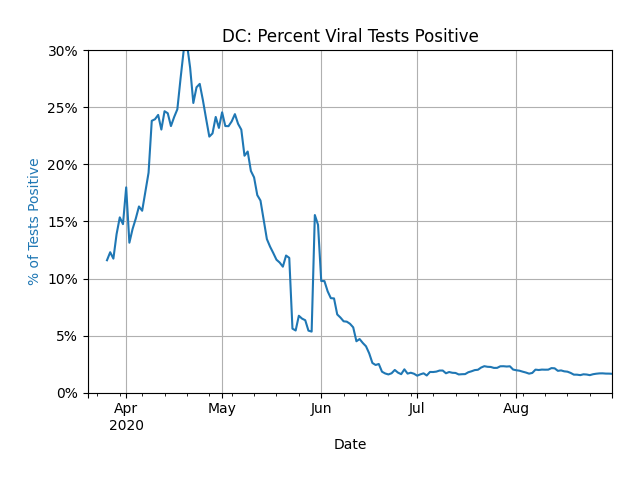 DC: Percent Viral Tests Positive
30%
25%
20%
15%
10%
5%
0%
% of Tests Positive
Apr
2020
May
Jun
Jul
Aug
Date